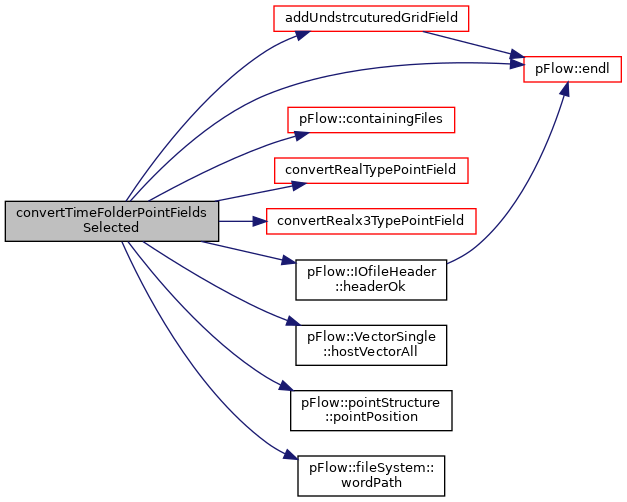 addUndstrcuturedGridField
pFlow::endl
pFlow::containingFiles
convertRealTypePointField
convertTimeFolderPointFields
Selected
convertRealx3TypePointField
pFlow::IOfileHeader
::headerOk
pFlow::VectorSingle
::hostVectorAll
pFlow::pointStructure
::pointPosition
pFlow::fileSystem::
wordPath